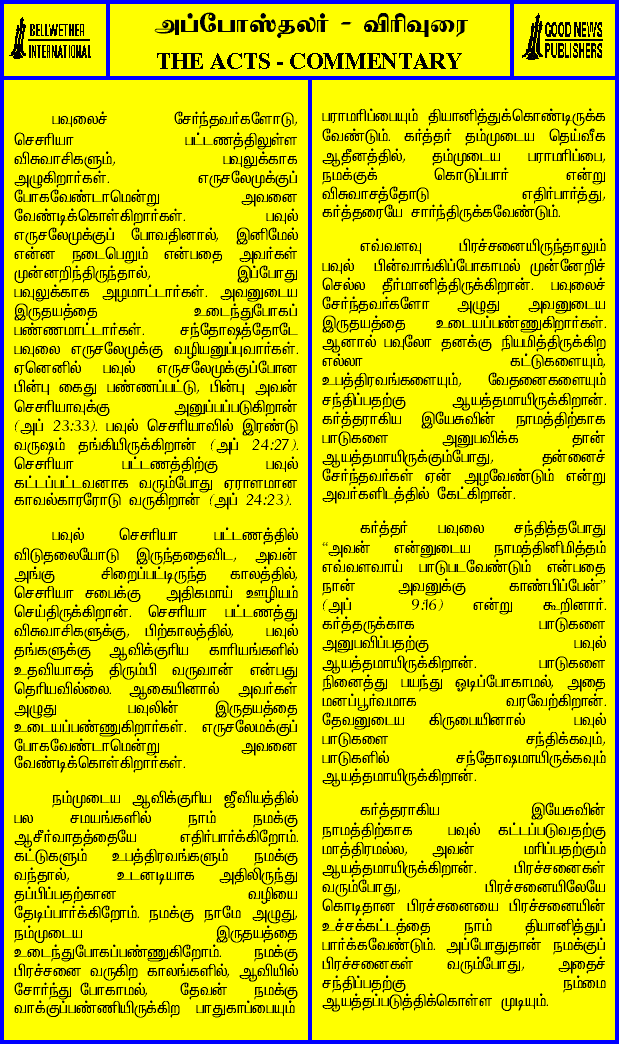 BELLWETHER
INTERNATIONAL
அப்போஸ்தலர் - விரிவுரை
THE ACTS - COMMENTARY
GOOD NEWS
PUBLISHERS
பவுலைச் சேர்ந்தவர்களோடு,
செசரியா பட்டணத்திலுள்ள
விசுவாசிகளும், பவுலுக்காக
அழுகிறார்கள். எருசலேமுக்குப்
போகவேண்டாமென்று அவனை
வேண்டிக்கொள்கிறார்கள். பவுல்
எருசலேமுக்குப் போவதினால், இனிமேல்
என்ன நடைபெறும் என்பதை அவர்கள்
முன்னறிந்திருந்தால், இப்போது
பவுலுக்காக அழமாட்டார்கள். அவனுடைய
இருதயத்தை உடைந்துபோகப்
பண்ணமாட்டார்கள். சந்தோஷத்தோடே
பவுலை எருசலேமுக்கு வழியனுப்புவார்கள்.
ஏனெனில் பவுல் எருசலேமுக்குப்போன
பின்பு கைது பண்ணப்பட்டு, பின்பு அவன்
செசரியாவுக்கு அனுப்பப்படுகிறான்
(அப் 23:33). பவுல் செசரியாவில் இரண்டு
வருஷம் தங்கியிருக்கிறான் (அப் 24:27).
செசரியா பட்டணத்திற்கு பவுல்
கட்டப்பட்டவனாக வரும்போது ஏராளமான
காவல்காரரோடு வருகிறான் (அப் 24:23).
பவுல் செசரியா பட்டணத்தில்
விடுதலையோடு இருந்ததைவிட, அவன்
அங்கு சிறைப்பட்டிருந்த காலத்தில்,
செசரியா சபைக்கு அதிகமாய் ஊழியம்
செய்திருக்கிறான். செசரியா பட்டணத்து
விசுவாசிகளுக்கு, பிற்காலத்தில், பவுல்
தங்களுக்கு ஆவிக்குரிய காரியங்களில்
உதவியாகத் திரும்பி வருவான் என்பது
தெரியவில்லை. ஆகையினால் அவர்கள்
அழுது பவுலின் இருதயத்தை
உடையப்பண்ணுகிறார்கள். எருசலேமக்குப்
போகவேண்டாமென்று அவனை
வேண்டிக்கொள்கிறார்கள்.
நம்முடைய ஆவிக்குரிய ஜீவியத்தில்
பல சமயங்களில் நாம் நமக்கு
ஆசீர்வாதத்தையே எதிர்பார்க்கிறோம்.
கட்டுகளும் உபத்திரவங்களும் நமக்கு
வந்தால், உடனடியாக அதிலிருந்து
தப்பிப்பதற்கான வழியை
தேடிப்பார்க்கிறோம். நமக்கு நாமே அழுது,
நம்முடைய இருதயத்தை
உடைந்துபோகப்பண்ணுகிறோம். நமக்கு
பிரச்சனை வருகிற காலங்களில், ஆவியில்
சோர்ந்து போகாமல், தேவன் நமக்கு
வாக்குப்பண்ணியிருக்கிற பாதுகாப்பையும்
பராமரிப்பையும் தியானித்துக்கொண்டிருக்க
வேண்டும். கர்த்தர் தம்முடைய தெய்வீக
ஆதீனத்தில், தம்முடைய பராமரிப்பை,
நமக்குக் கொடுப்பார் என்று
விசுவாசத்தோடு எதிர்பார்த்து,
கர்த்தரையே சார்ந்திருக்கவேண்டும்.
எவ்வளவு பிரச்சனையிருந்தாலும்
பவுல் பின்வாங்கிப்போகாமல் முன்னேறிச்
செல்ல தீர்மானித்திருக்கிறான். பவுலைச்
சேர்ந்தவர்களோ அழுது அவனுடைய
இருதயத்தை உடையப்பண்ணுகிறார்கள்.
ஆனால் பவுலோ தனக்கு நியமித்திருக்கிற
எல்லா கட்டுகளையும்,
உபத்திரவங்களையும், வேதனைகளையும்
சந்திப்பதற்கு ஆயத்தமாயிருக்கிறான்.
கர்த்தராகிய இயேசுவின் நாமத்திற்காக
பாடுகளை அனுபவிக்க தான்
ஆயத்தமாயிருக்கும்போது, தன்னைச்
சேர்ந்தவர்கள் ஏன் அழவேண்டும் என்று
அவர்களிடத்தில் கேட்கிறான்.
கர்த்தர் பவுலை சந்தித்தபோது
“அவன் என்னுடைய நாமத்தினிமித்தம்
எவ்வளவாய் பாடுபடவேண்டும் என்பதை
நான் அவனுக்கு காண்பிப்பேன்”
(அப் 9:16) என்று கூறினார்.
கர்த்தருக்காக பாடுகளை
அனுபவிப்பதற்கு பவுல்
ஆயத்தமாயிருக்கிறான். பாடுகளை
நினைத்து பயந்து ஓடிப்போகாமல், அதை
மனப்பூர்வமாக வரவேற்கிறான்.
தேவனுடைய கிருபையினால் பவுல்
பாடுகளை சந்திக்கவும்,
பாடுகளில் சந்தோஷமாயிருக்கவும்
ஆயத்தமாயிருக்கிறான்.
கர்த்தராகிய இயேசுவின்
நாமத்திற்காக பவுல் கட்டப்படுவதற்கு
மாத்திரமல்ல, அவன் மரிப்பதற்கும்
ஆயத்தமாயிருக்கிறான். பிரச்சனைகள்
வரும்போது, பிரச்சனையிலேயே
கொடிதான பிரச்சனையை பிரச்சனையின்
உச்சக்கட்டத்தை நாம் தியானித்துப்
பார்க்கவேண்டும். அப்போதுதான் நமக்குப்
பிரச்சனைகள் வரும்போது, அதைச்
சந்திப்பதற்கு நம்மை
ஆயத்தப்படுத்திக்கொள்ள முடியும்.